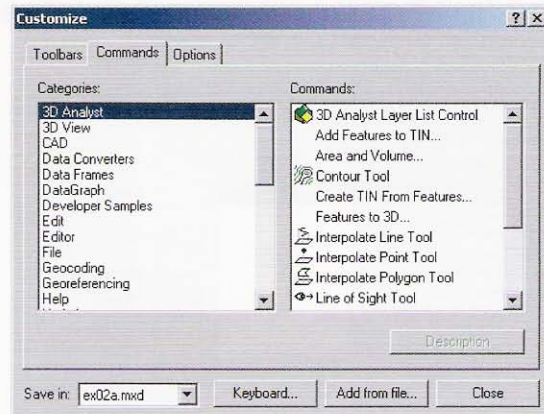 Customize
Toolbars
Commands
Options
Categories:
3D Analyst
3D View
CAD
Data Converters
Data Frames
DataGraph
Developer Samples
Edit
Editor
File
Geocoding
Georeferencing
Help
Commands:
3D Analyst Layer List Control
Add Features to TIN...
Area and Volume...
Contour Tool
Create TIN From Features...
Features to 3D...
Interpolate Line Tool
Interpolate Point Tool
Interpolate Polygon Tool
Line of Sight Tool
Description
Save in: ex02a.mxd
Keyboard...
Add from file...
Close